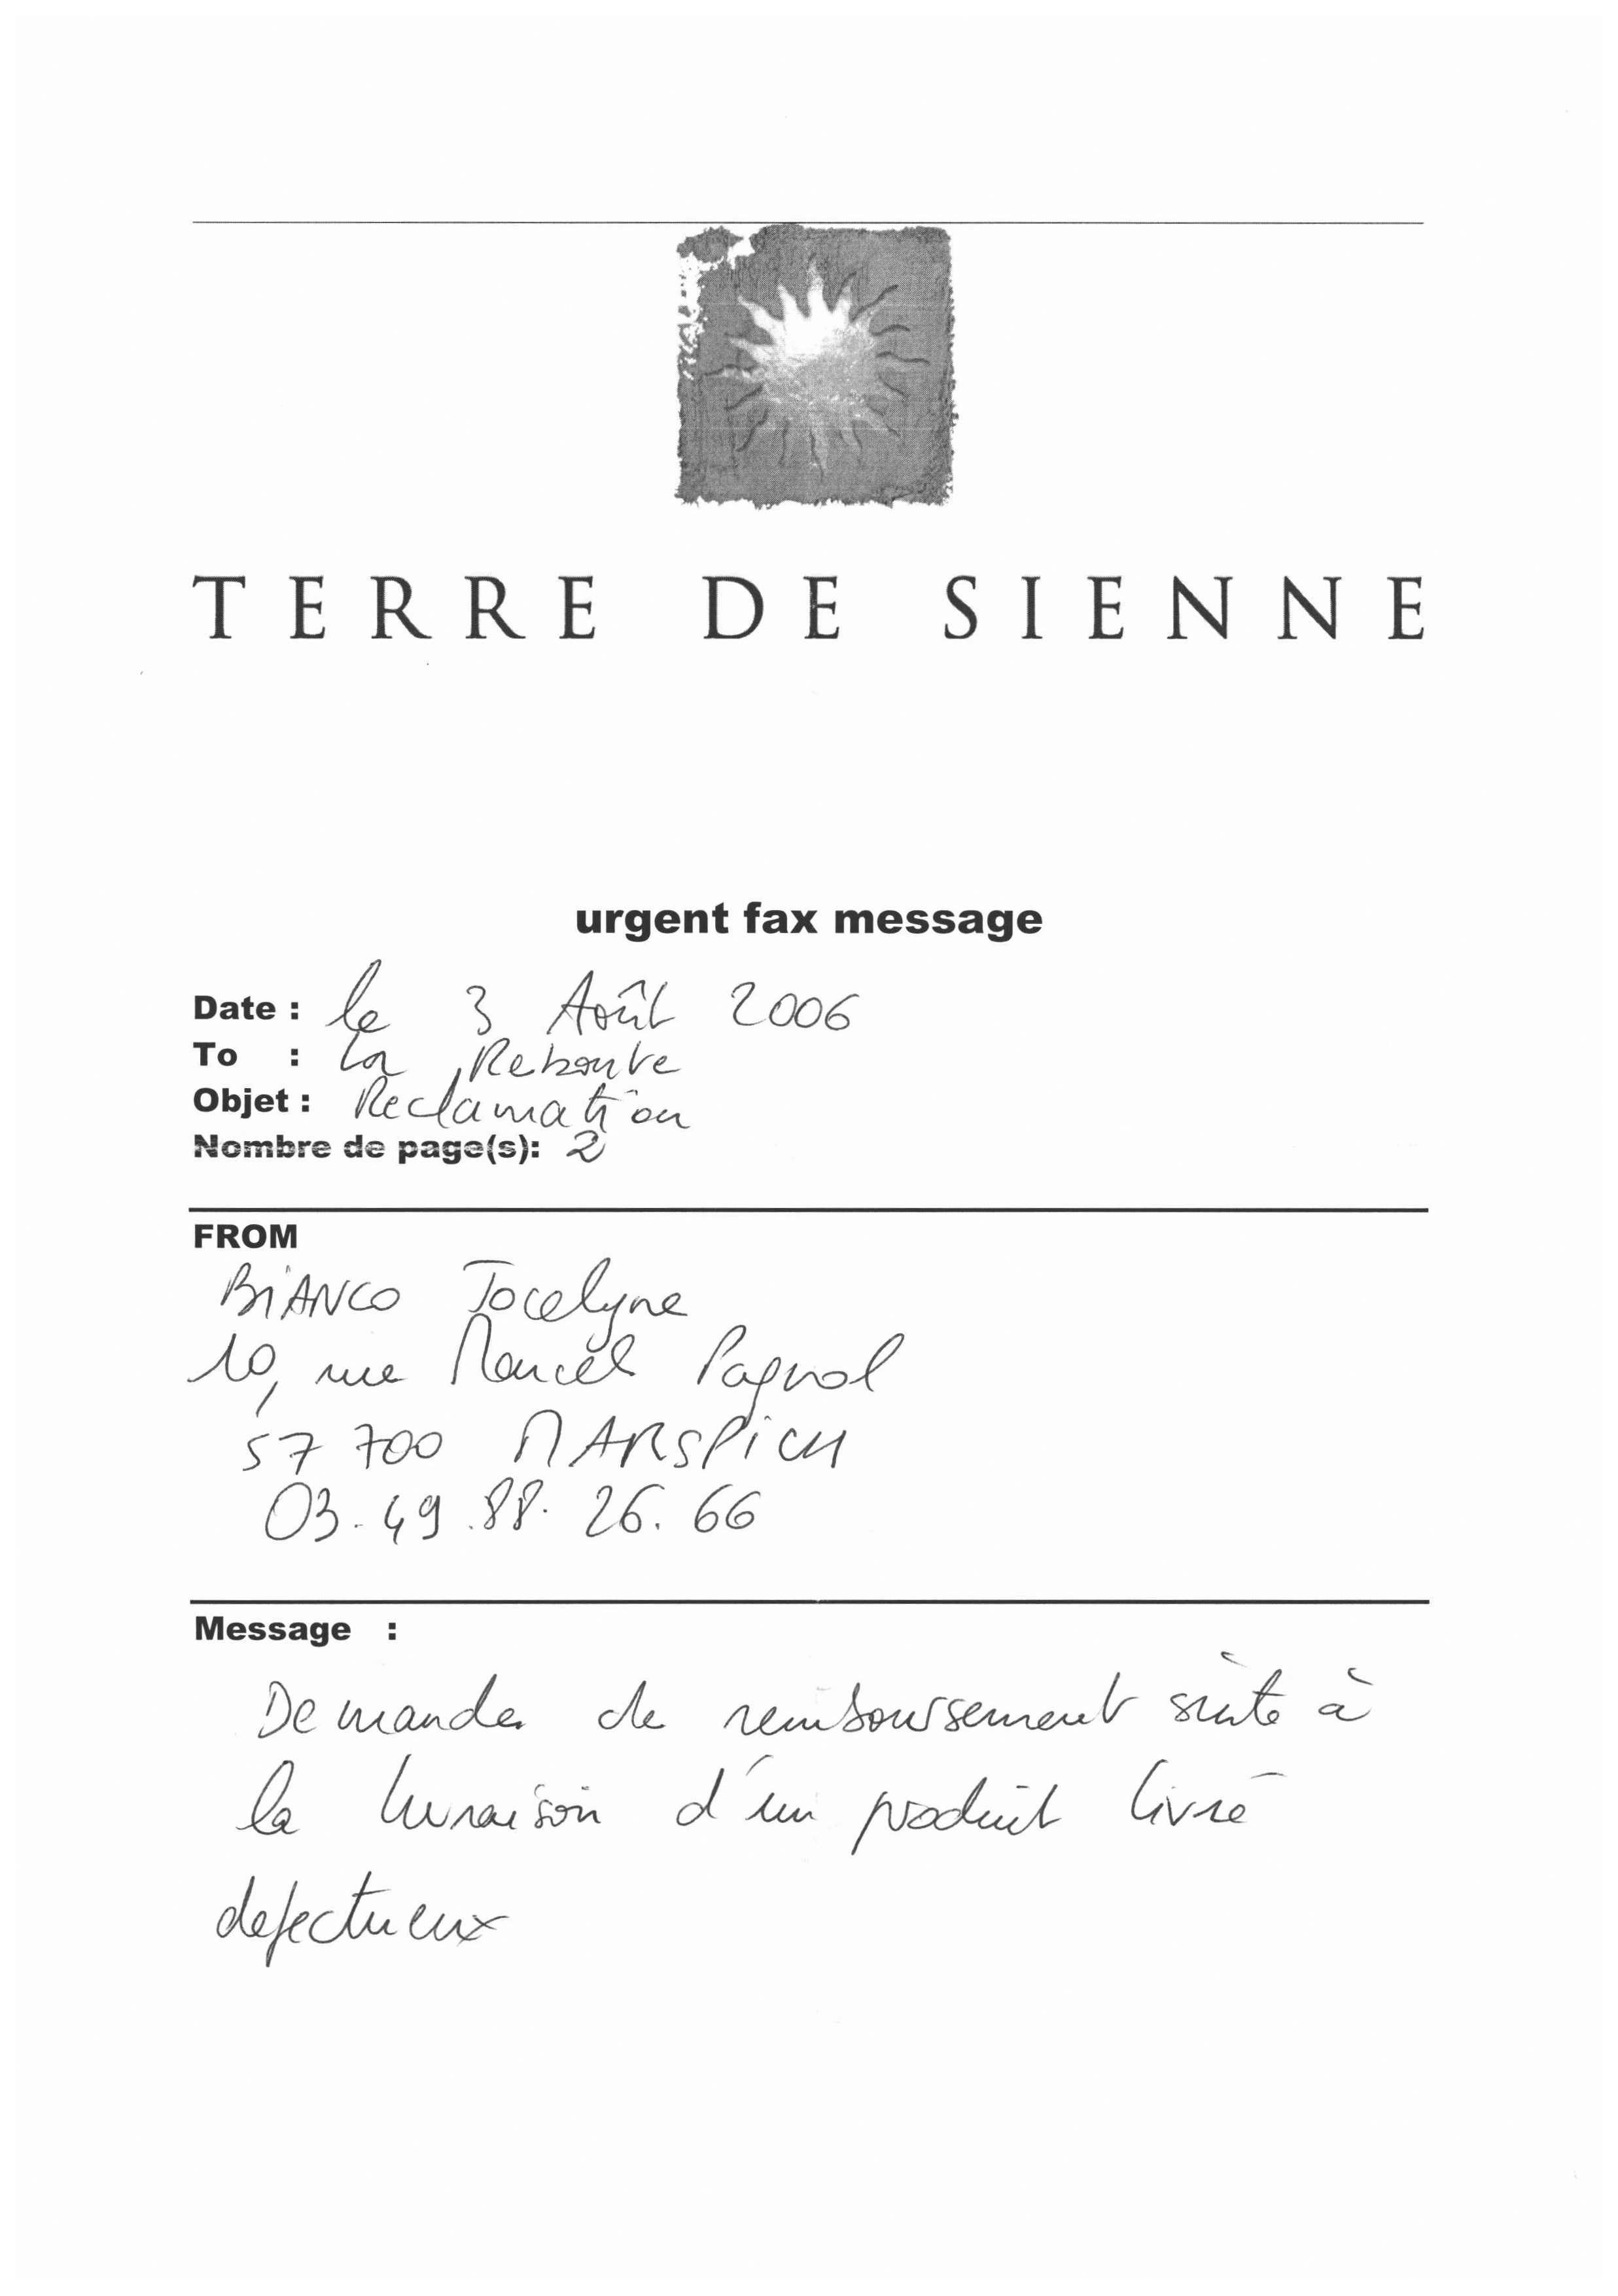 TERRE DE SIENNE
urgent fax message
Date : le 3 Août 2006
To : La Redoute
Objet : Reclamation
Nombre de page(s): 2
FROM
BIANCO Jocelyne
10, rue Marcel Pagnol
57 700 MARSPICH
03.49.88.26.66
Message :
Demande de remboursement suite à
la livraison d'un produit livré
defectueux